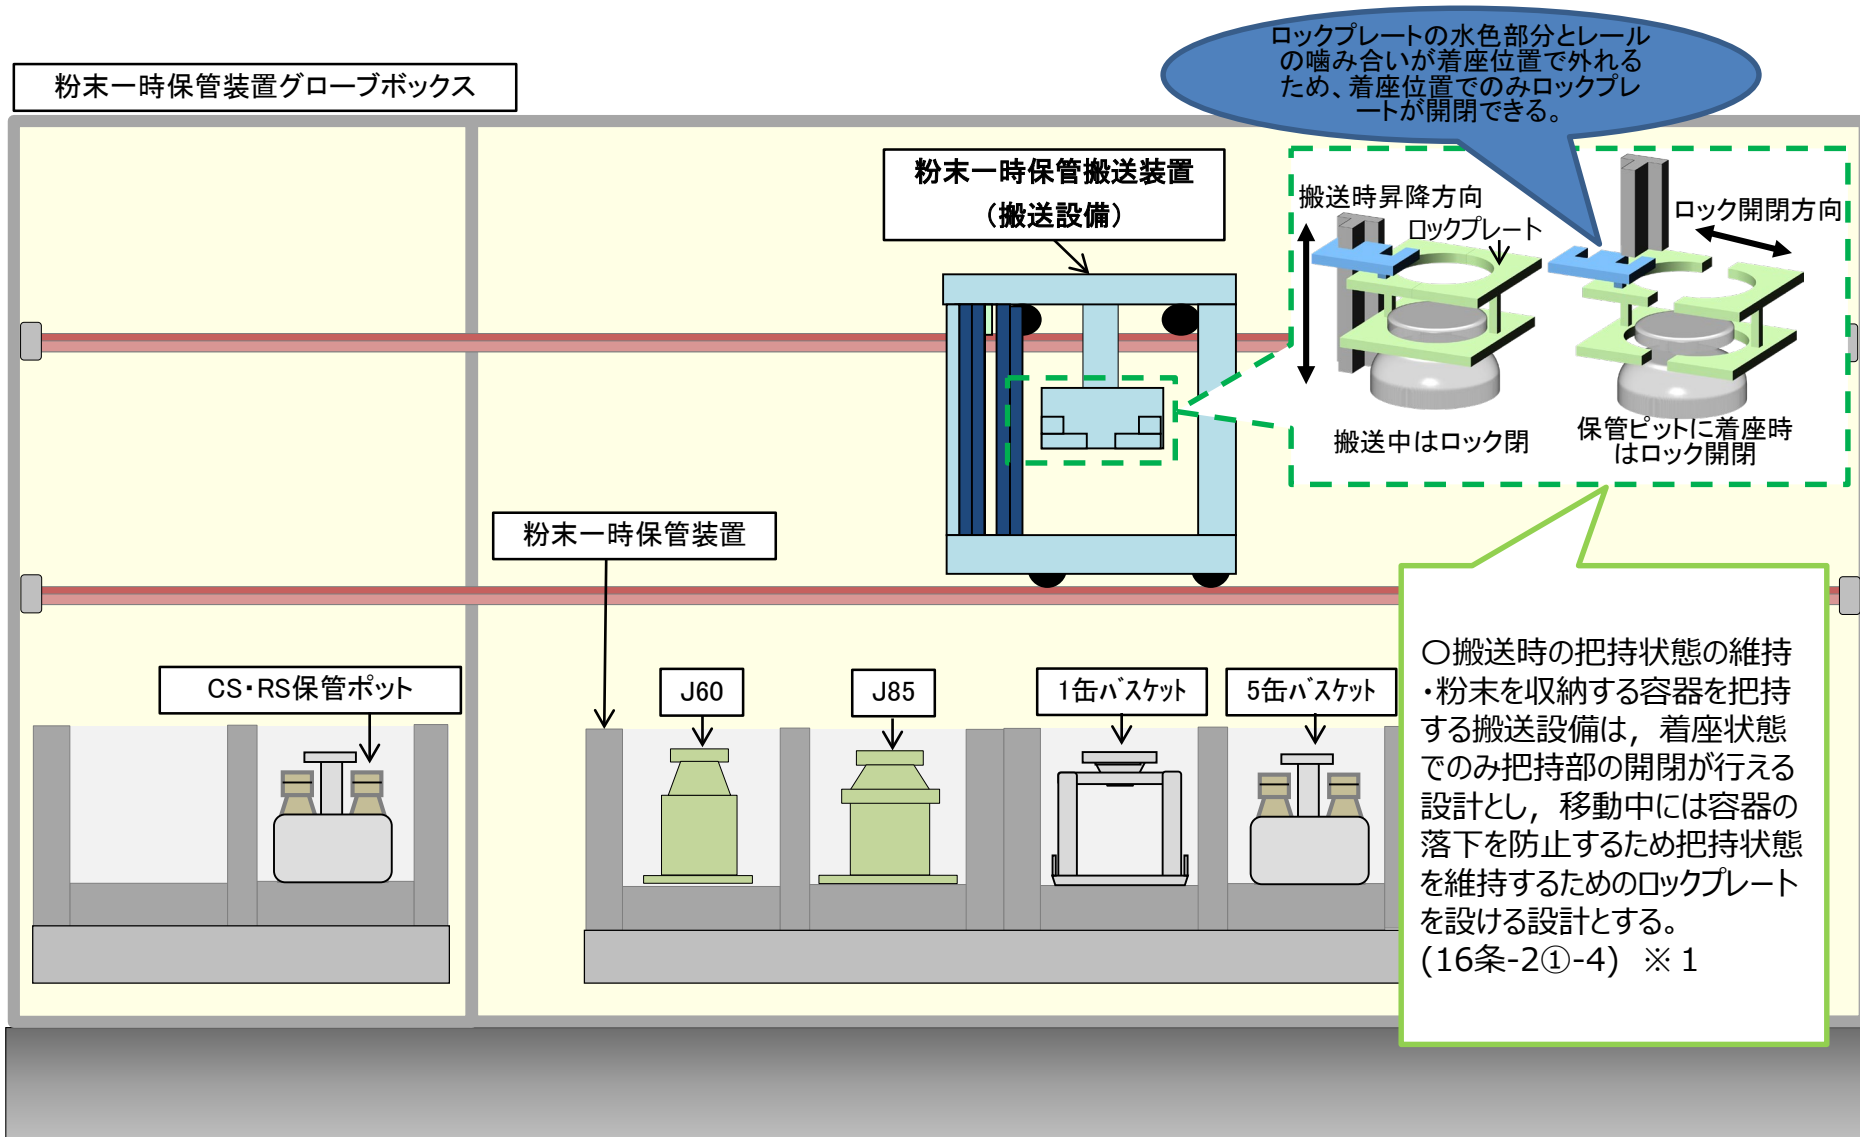 ロックプレートの水色部分とレール
の噛み合いが着座位置で外れる
ため、着座位置でのみロックプレ
ートが開閉できる。
粉末一時保管装置グローブボックス
粉末一時保管搬送装置
（搬送設備）
搬送時昇降方向
ロックプレート
ロック開閉方向
搬送中はロック閉
保管ピットに着座時
はロック開閉
粉末一時保管装置
CS・RS保管ポット
J60
J85
1缶バスケット
5缶バスケット
○搬送時の把持状態の維持
・粉末を収納する容器を把持
する搬送設備は，着座状態
でのみ把持部の開閉が行える
設計とし，移動中には容器の
落下を防止するため把持状態
を維持するためのロックプレート
を設ける設計とする。
(16条-2①-4) ※１